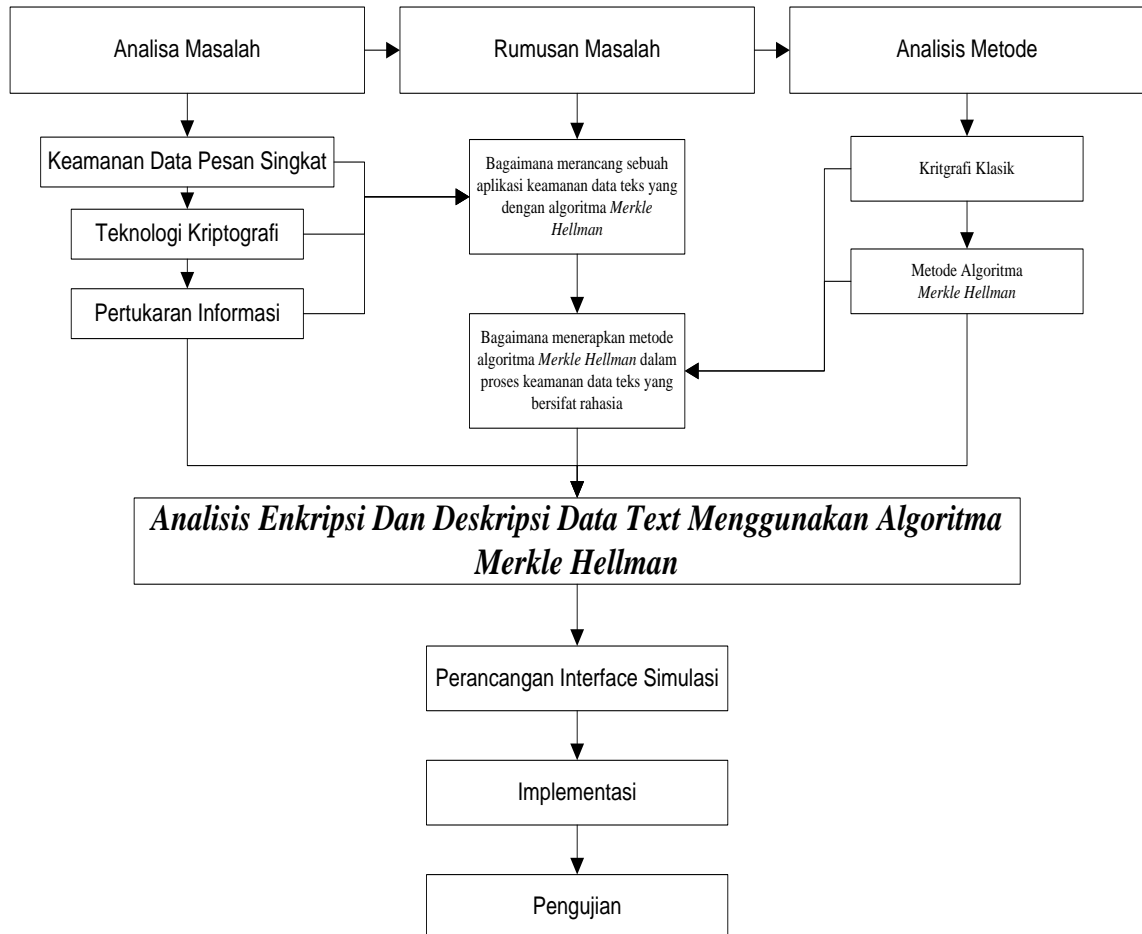 Analisa Masalah
Rumusan Masalah
Analisis Metode
Keamanan Data Pesan Singkat
Teknologi Kriptografi
Pertukaran Informasi
Bagaimana merancang sebuah
aplikasi keamanan data teks yang
dengan algoritma Merkle
Hellman
Bagaimana menerapkan metode
algoritma Merkle Hellman dalam
proses keamanan data teks yang
bersifat rahasia
Kritgrafi Klasik
Metode Algoritma
Merkle Hellman
Analisis Enkripsi Dan Deskripsi Data Text Menggunakan Algoritma
Merkle Hellman
Perancangan Interface Simulasi
Implementasi
Pengujian